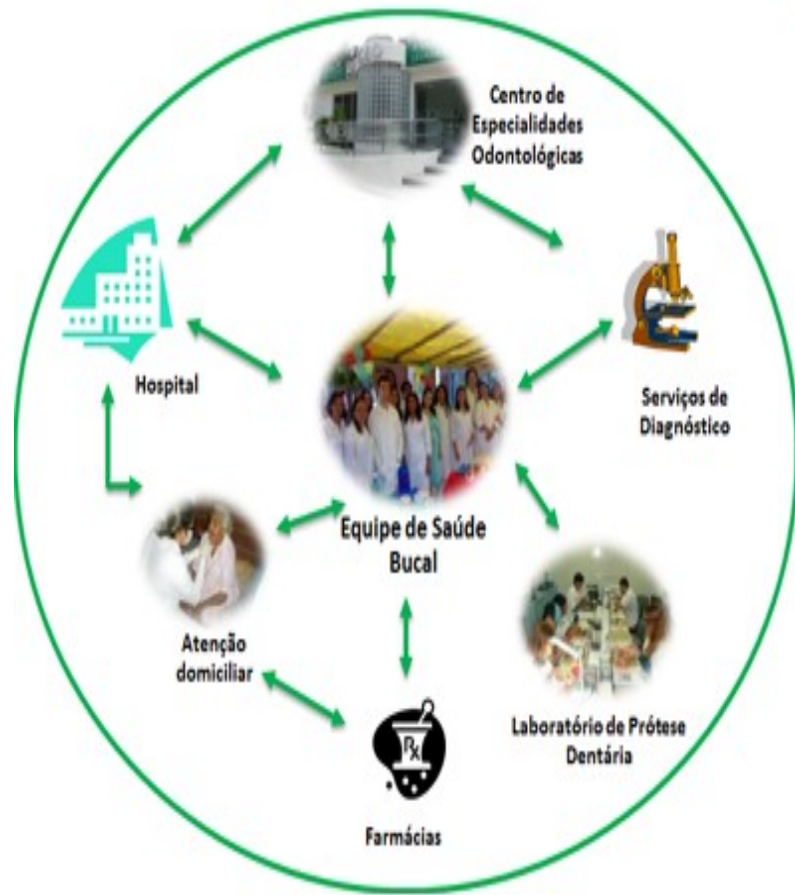 Centro de
Especialidades
Odontológicas
Hospital
Serviços de
Diagnóstico
Equipe de Saúde
Bucal
Atenção
domiciliar
Laboratório de Prótese
Dentária
Rx
Farmácias